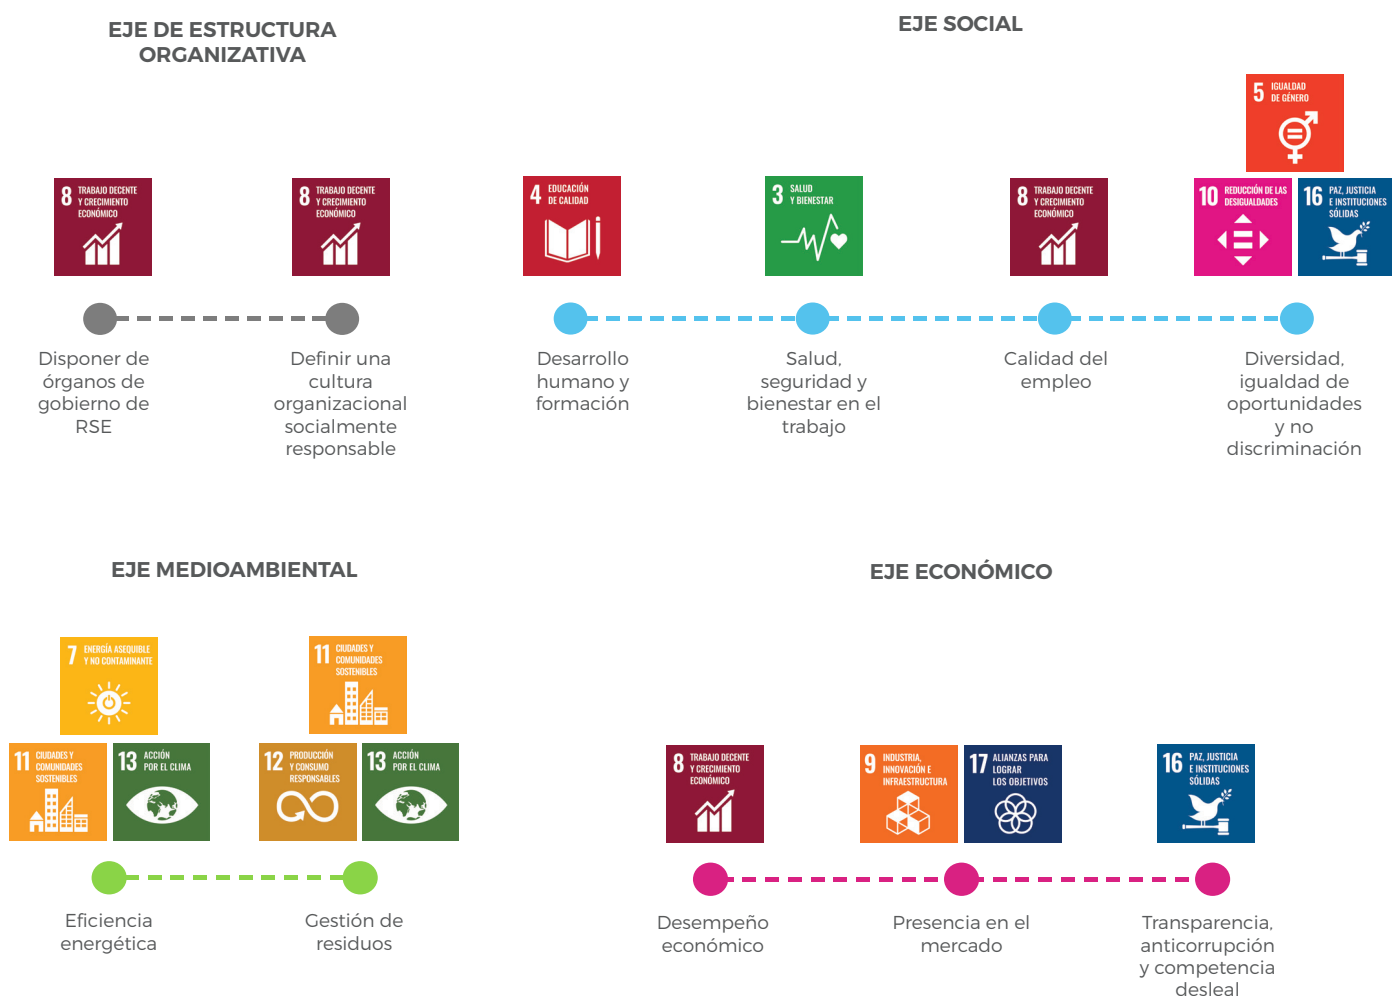 EJE DE ESTRUCTURA
ORGANIZATIVA
8 TRABAJO DECENTE
Y CRECIMIENTO
ECONÓMICO
8 TRABAJO DECENTE
Y CRECIMIENTO
ECONÓMICO
Disponer de
órganos de
gobierno de
RSE
Definir una
cultura
organizacional
socialmente
responsable
EJE SOCIAL
4 EDUCACIÓN
DE CALIDAD
3 SALUD
Y BIENESTAR
8 TRABAJO DECENTE
Y CRECIMIENTO
ECONÓMICO
5 IGUALDAD
DE GÉNERO
10 REDUCCIÓN DE LAS
DESIGUALDADES
16 PAZ, JUSTICIA
E INSTITUCIONES
SÓLIDAS
Desarrollo
humano y
formación
Salud,
seguridad y
bienestar en el
trabajo
Calidad del
empleo
Diversidad,
igualdad de
oportunidades
y no
discriminación
EJE MEDIOAMBIENTAL
7 ENERGÍA ASEQUIBLE
Y NO CONTAMINANTE
11 CIUDADES Y
COMUNIDADES
SOSTENIBLES
13 ACCIÓN
POR EL CLIMA
11 CIUDADES Y
COMUNIDADES
SOSTENIBLES
12 PRODUCCIÓN
Y CONSUMO
RESPONSABLES
13 ACCIÓN
POR EL CLIMA
Eficiencia
energética
Gestión de
residuos
EJE ECONÓMICO
8 TRABAJO DECENTE
Y CRECIMIENTO
ECONÓMICO
9 INDUSTRIA,
INNOVACIÓN E
INFRAESTRUCTURA
17 ALIANZAS PARA
LOGRAR
LOS OBJETIVOS
16 PAZ, JUSTICIA
E INSTITUCIONES
SÓLIDAS
Desempeño
económico
Presencia en el
mercado
Transparencia,
anticorrupción
y competencia
desleal